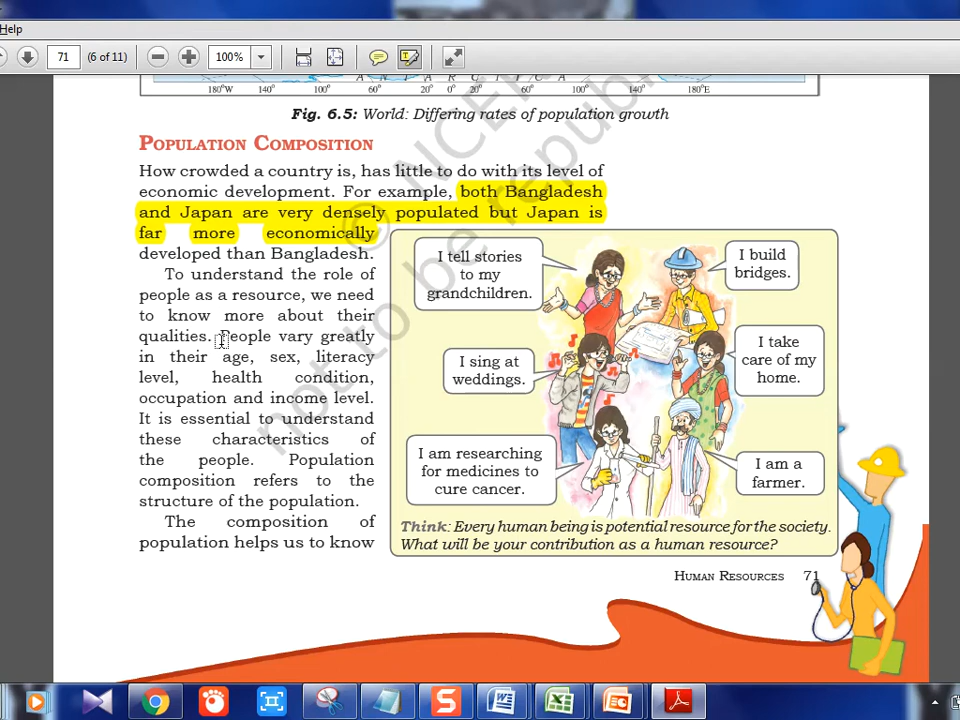 Help
71
(6 of 11)
100%
A N T A R C T I C A
180°W 140° 100° 60° 20° 0° 20° 60° 100° 140° 180°E
Fig. 6.5: World: Differing rates of population growth
POPULATION COMPOSITION
How crowded a country is, has little to do with its level of
economic development. For example, both Bangladesh
and Japan are very densely populated but Japan is
far more economically
developed than Bangladesh.
To understand the role of
people as a resource, we need
to know more about their
qualities. People vary greatly
in their age, sex, literacy
level, health condition,
occupation and income level.
It is essential to understand
these characteristics of
the people. Population
composition refers to the
structure of the population.
The composition of
population helps us to know
I tell stories
to my
grandchildren.
I build
bridges.
I sing at
weddings.
I take
care of my
home.
I am researching
for medicines to
cure cancer.
I am a
farmer.
Think: Every human being is potential resource for the society.
What will be your contribution as a human resource?
HUMAN RESOURCES 71
© NCER
not to be republ